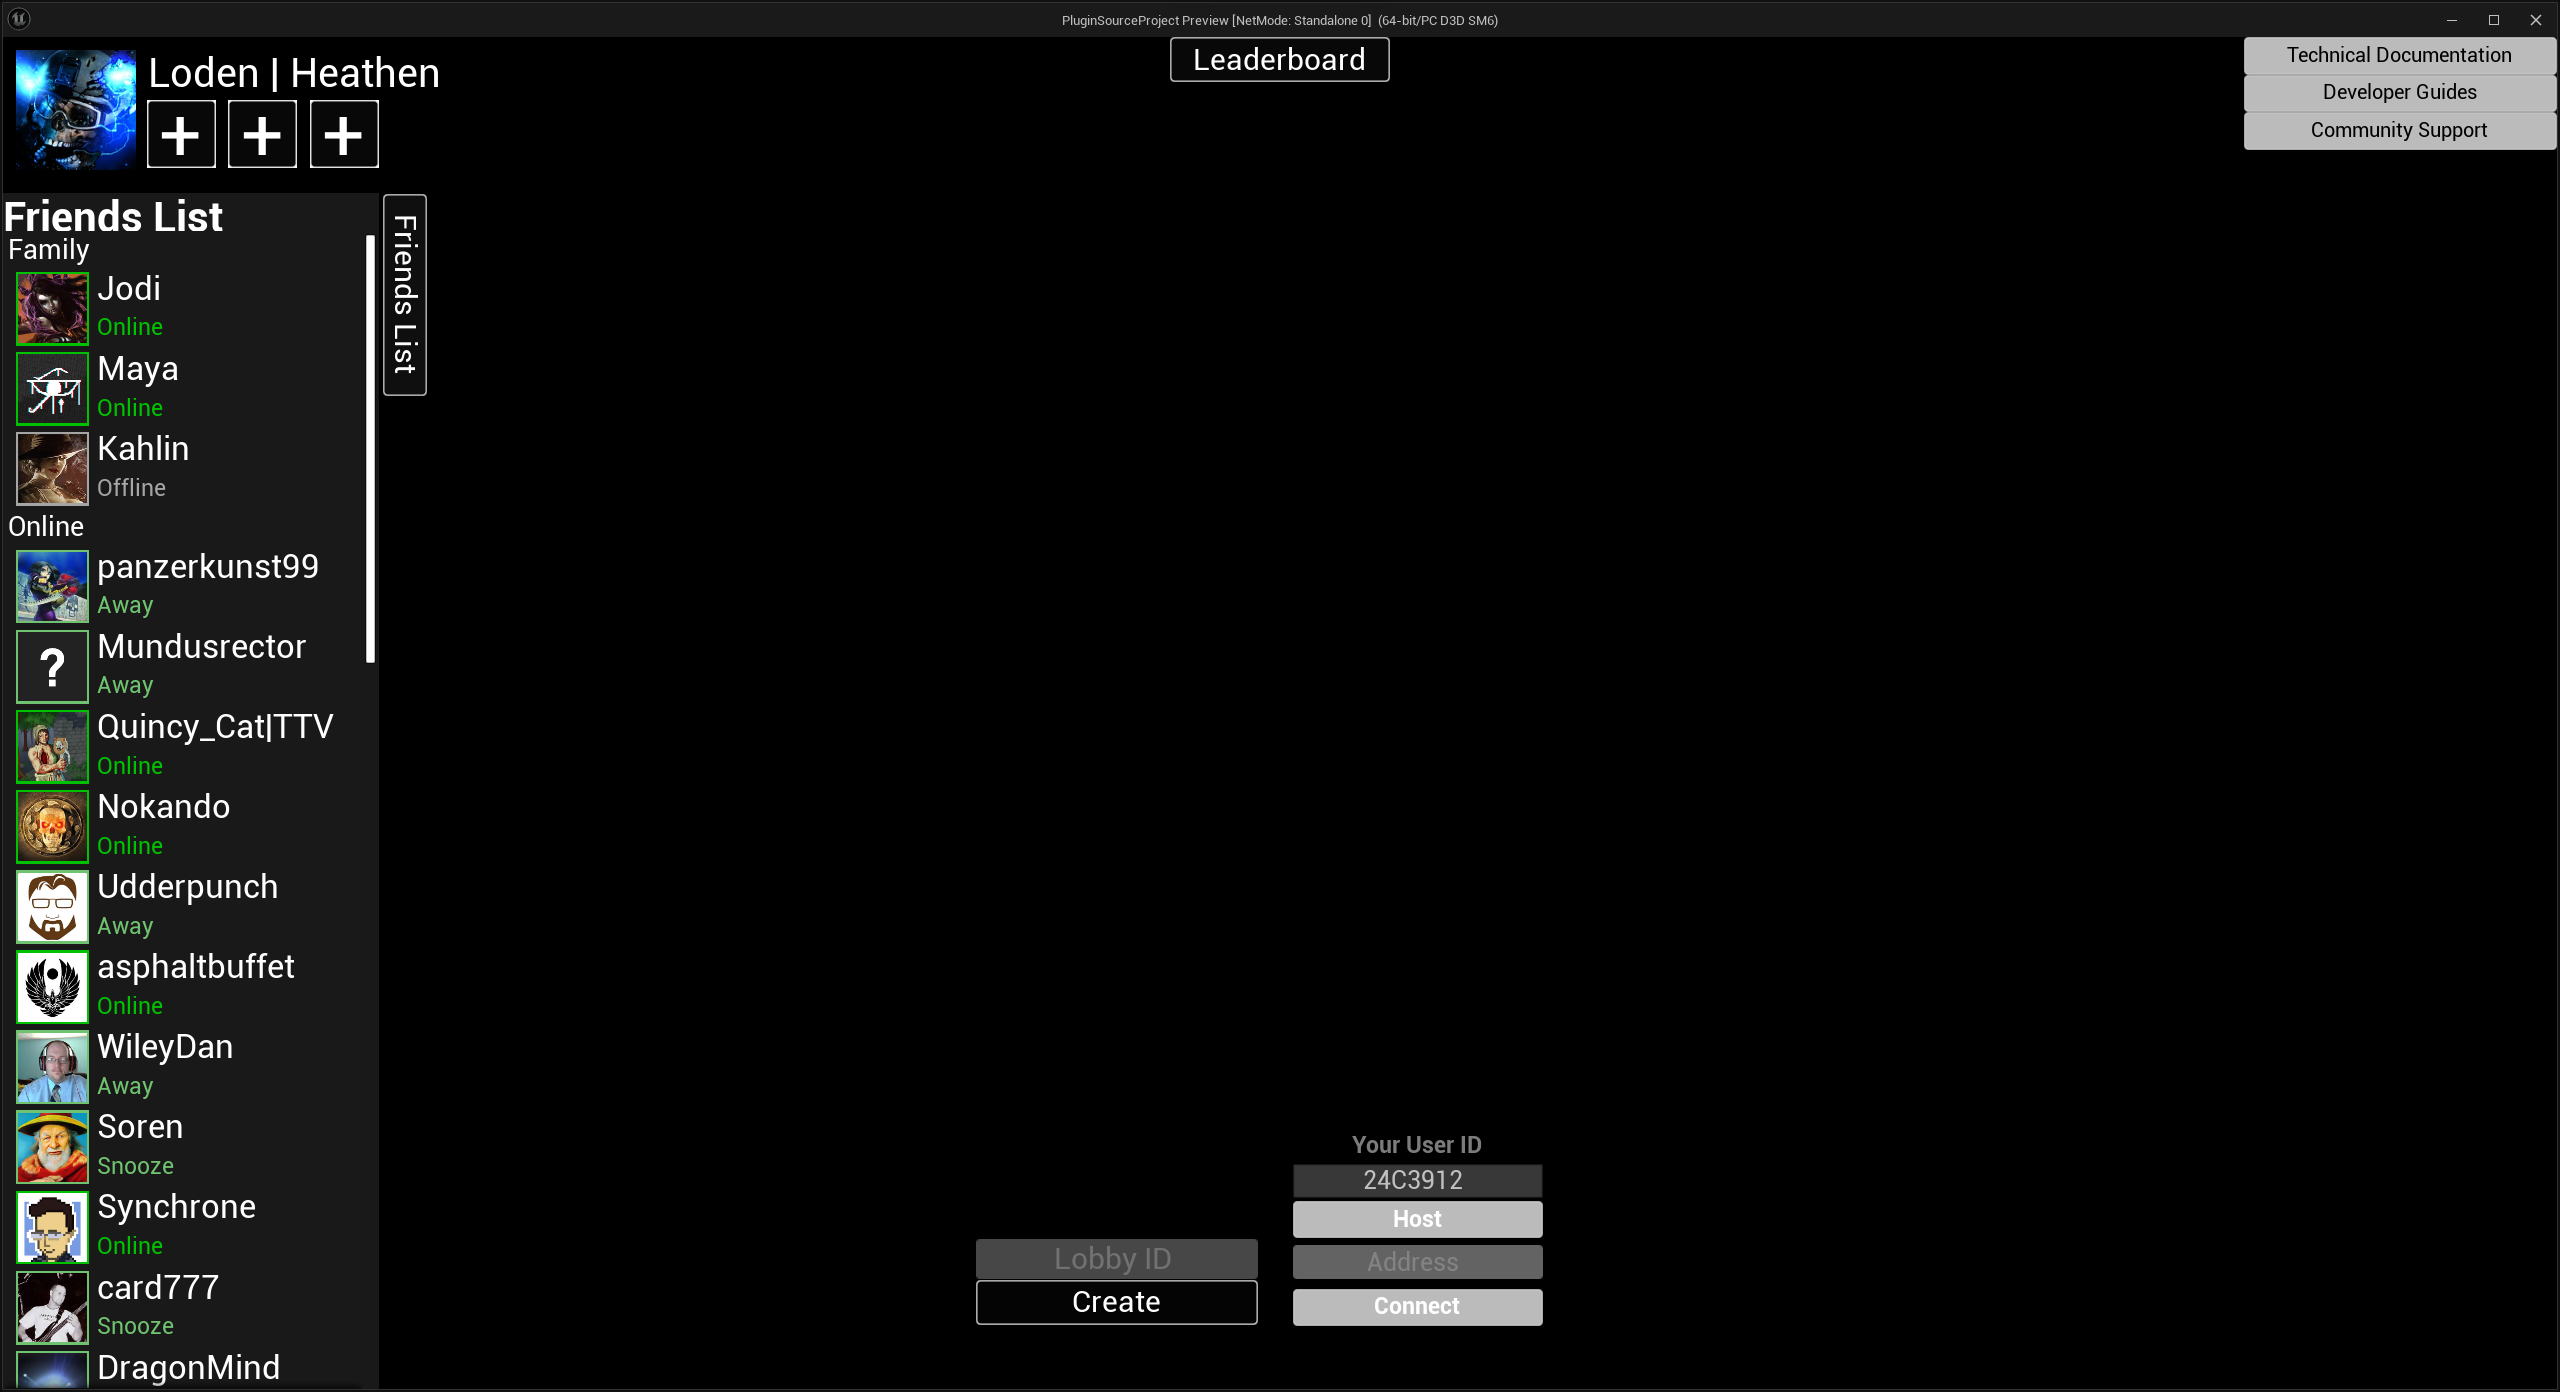 PluginSourceProject Preview [NetMode: Standalone 0]  (64-bit/PC D3D SM6)
Loden | Heathen
+ + +
Leaderboard
Technical Documentation
Developer Guides
Community Support
Friends List
Friends List
Family
Jodi
Online
Maya
Online
Kahlin
Offline
Online
panzerkunst99
Away
?
Mundusrector
Away
Quincy_Cat|TTV
Online
Nokando
Online
Udderpunch
Away
asphaltbuffet
Online
WileyDan
Away
Soren
Snooze
Synchrone
Online
card777
Snooze
DragonMind
Lobby ID
Create
Your User ID
24C3912
Host
Address
Connect